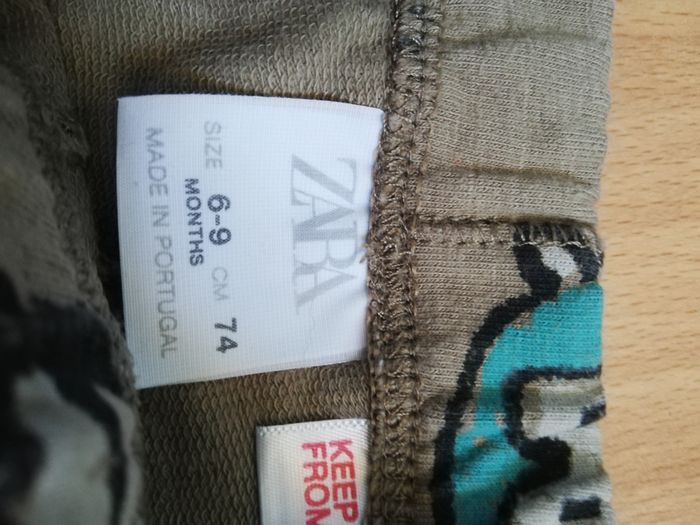 ZARA
SIZE 6-9 CM 74
MONTHS
MADE IN PORTUGAL
KEEP
FROM